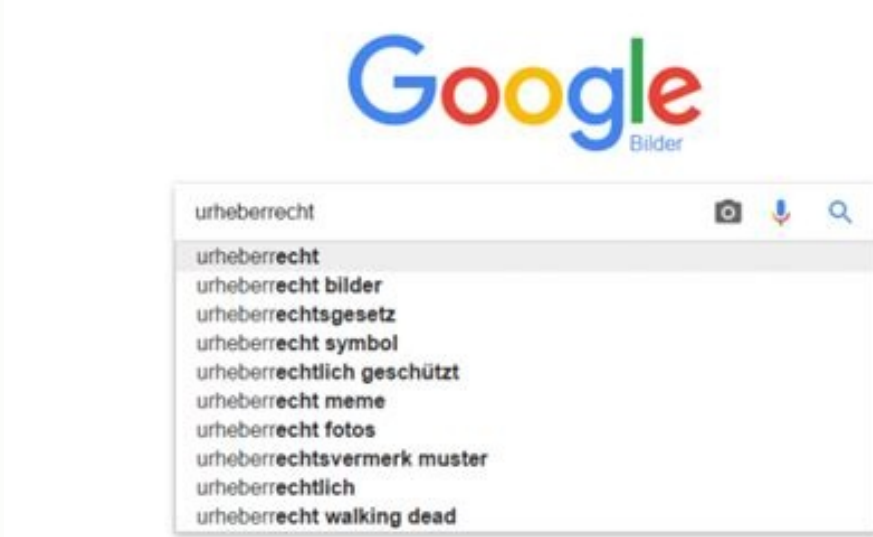 Google
Bilder
urheberrecht
urheberrecht
urheberrecht bilder
urheberrechtsgesetz
urheberrecht symbol
urheberrechtlich geschützt
urheberrecht meme
urheberrecht fotos
urheberrechtsvermerk muster
urheberrechtlich
urheberrecht walking dead